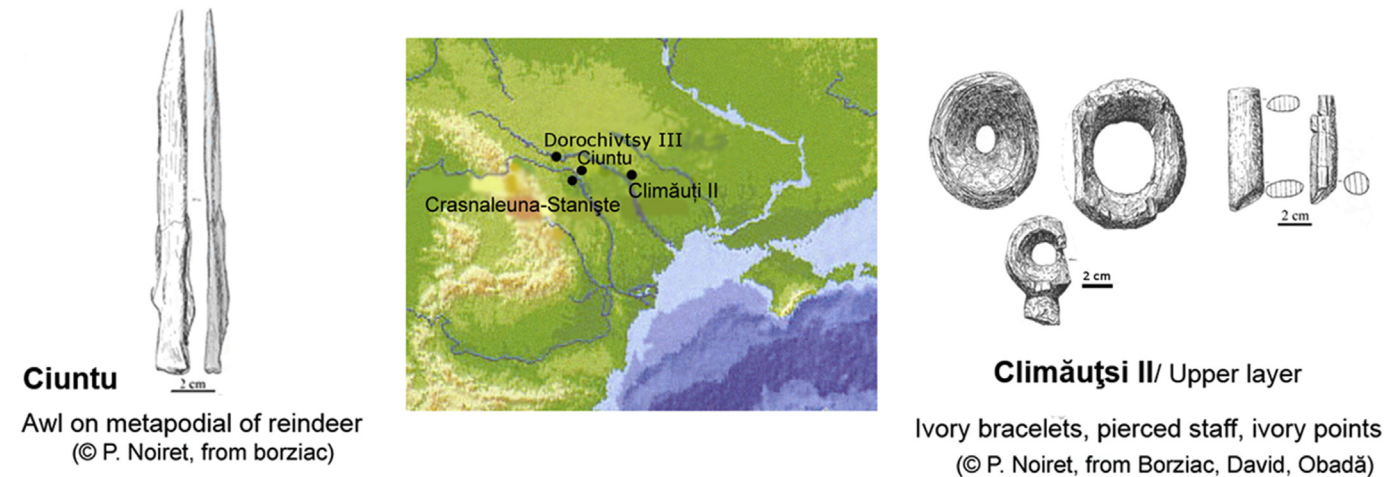 Ciuntu
2 cm
Awl on metapodial of reindeer
(© P. Noiret, from borziac)
Dorochivtsy III
Ciuntu
Climăuți II
Crasnaleuna-Staniște
2 cm
2 cm
Climăuţsi II/ Upper layer
Ivory bracelets, pierced staff, ivory points
(© P. Noiret, from Borziac, David, Obadă)